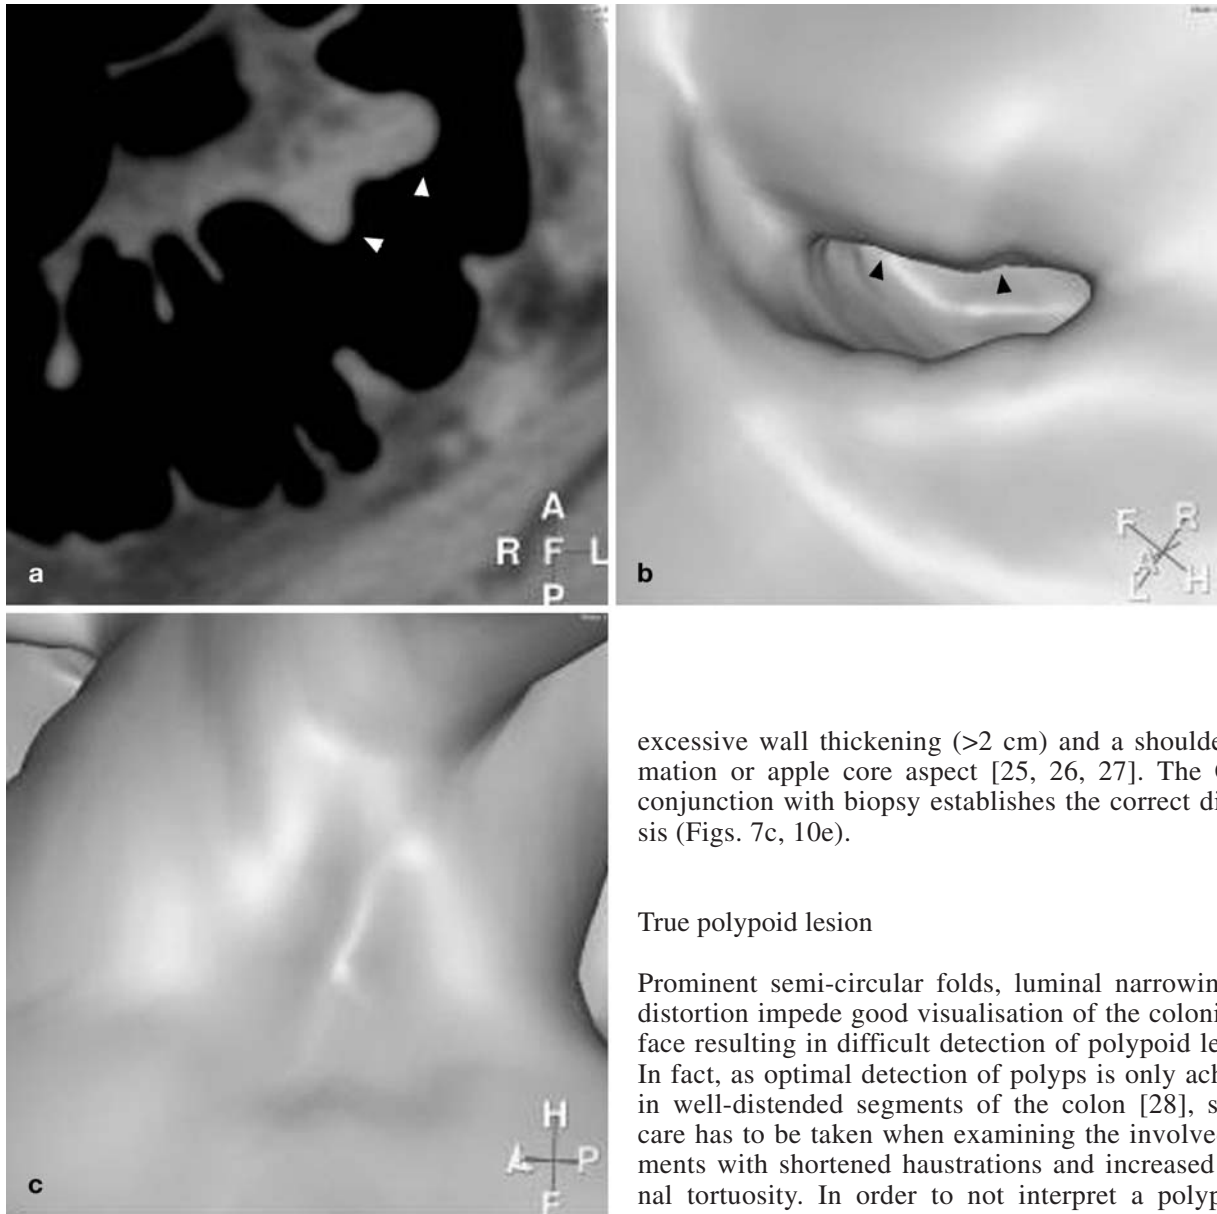 A
R F L
P
a
F R
A
L H
b
excessive wall thickening (>2 cm) and a shoulde
mation or apple core aspect [25, 26, 27]. The
conjunction with biopsy establishes the correct di
sis (Figs. 7c, 10e).
True polypoid lesion
Prominent semi-circular folds, luminal narrowin
distortion impede good visualisation of the coloni
face resulting in difficult detection of polypoid le
In fact, as optimal detection of polyps is only ach
in well-distended segments of the colon [28], s
care has to be taken when examining the involve
ments with shortened haustrations and increased
nal tortuosity. In order to not interpret a polyp
H
P
F
c